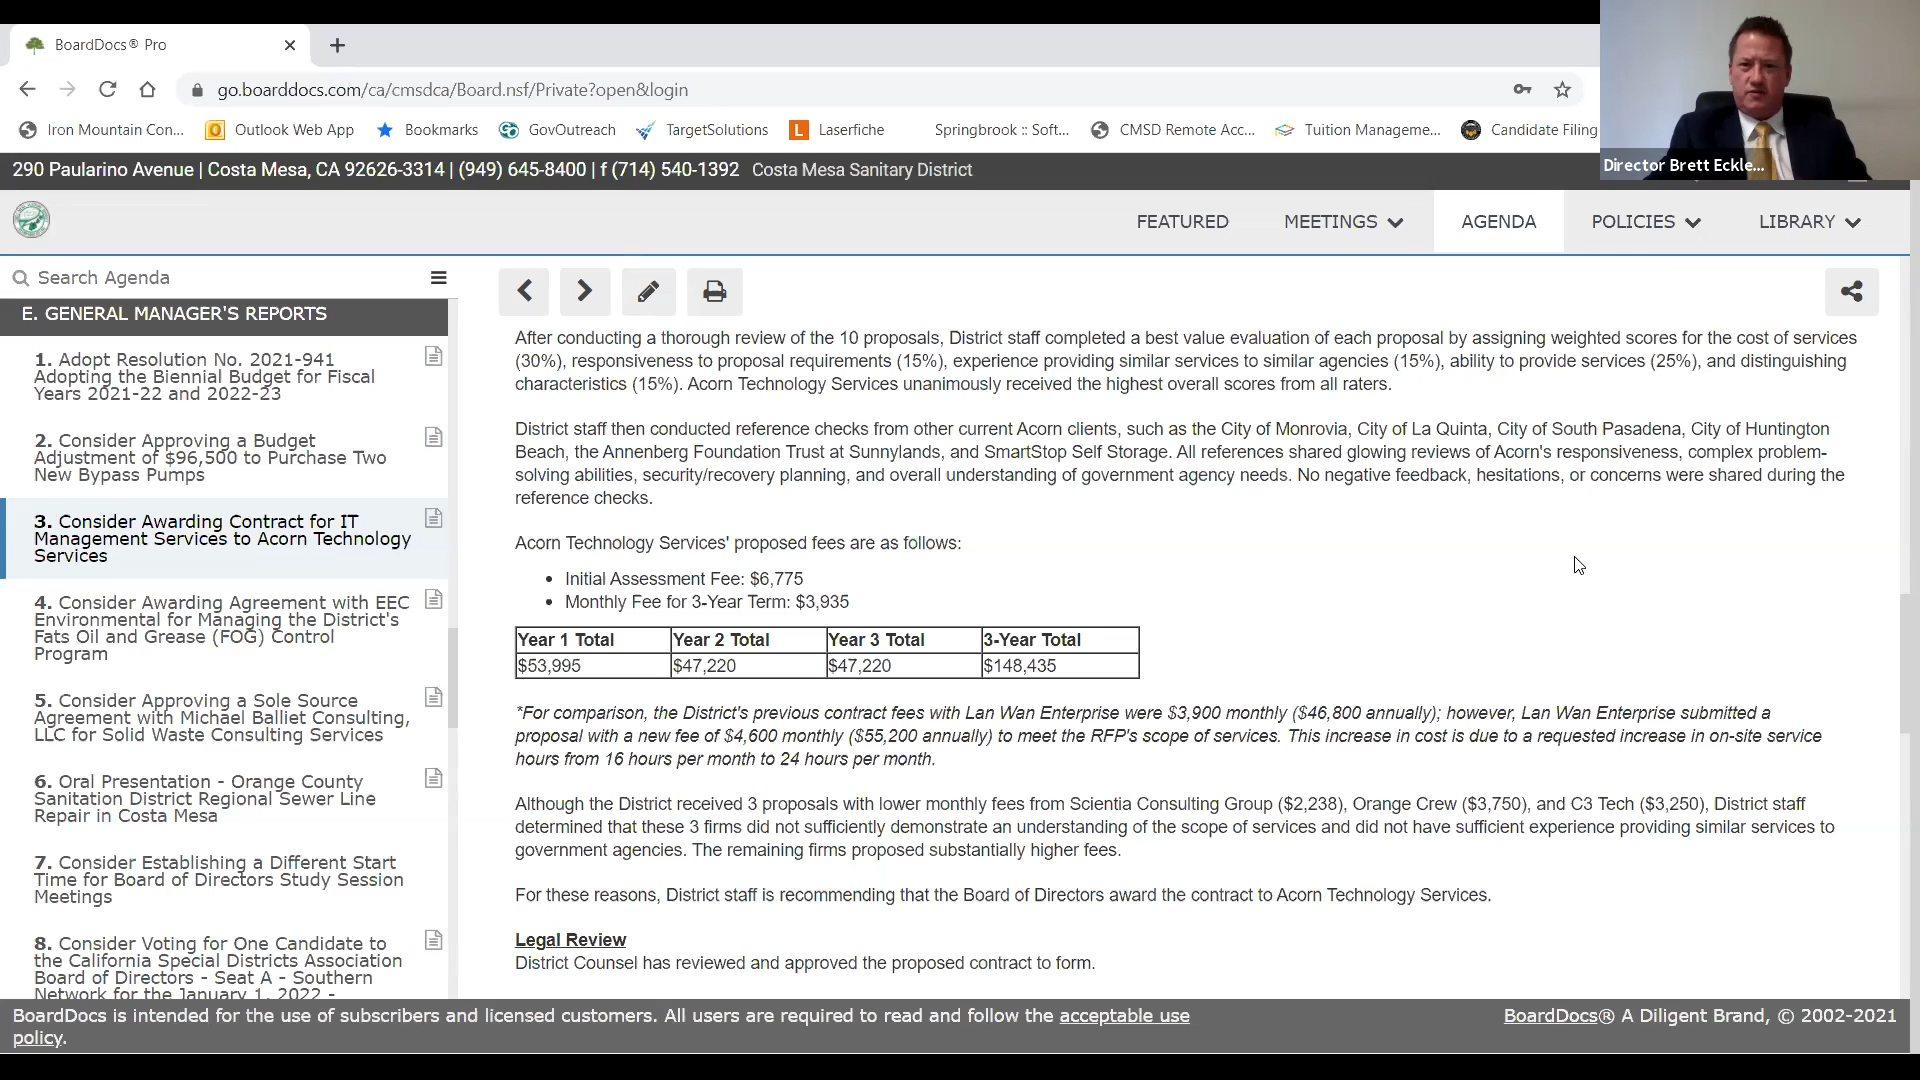 BoardDocs® Pro
go.boarddocs.com/ca/cmsdca/Board.nsf/Private?open&login
Iron Mountain Con... Outlook Web App Bookmarks GovOutreach TargetSolutions Laserfiche Springbrook :: Soft... CMSD Remote Acc... Tuition Manageme... Candidate Filing
Director Brett Eckle...
290 Paularino Avenue | Costa Mesa, CA 92626-3314 | (949) 645-8400 | f (714) 540-1392 Costa Mesa Sanitary District
FEATURED MEETINGS AGENDA POLICIES LIBRARY
Search Agenda
E. GENERAL MANAGER'S REPORTS
1. Adopt Resolution No. 2021-941
Adopting the Biennial Budget for Fiscal
Years 2021-22 and 2022-23
2. Consider Approving a Budget
Adjustment of $96,500 to Purchase Two
New Bypass Pumps
3. Consider Awarding Contract for IT
Management Services to Acorn Technology
Services
4. Consider Awarding Agreement with EEC
Environmental for Managing the District's
Fats Oil and Grease (FOG) Control
Program
5. Consider Approving a Sole Source
Agreement with Michael Balliet Consulting,
LLC for Solid Waste Consulting Services
6. Oral Presentation - Orange County
Sanitation District Regional Sewer Line
Repair in Costa Mesa
7. Consider Establishing a Different Start
Time for Board of Directors Study Session
Meetings
8. Consider Voting for One Candidate to
the California Special Districts Association
Board of Directors - Seat A - Southern
Network for the January 1, 2022 -
After conducting a thorough review of the 10 proposals, District staff completed a best value evaluation of each proposal by assigning weighted scores for the cost of services
(30%), responsiveness to proposal requirements (15%), experience providing similar services to similar agencies (15%), ability to provide services (25%), and distinguishing
characteristics (15%). Acorn Technology Services unanimously received the highest overall scores from all raters.
District staff then conducted reference checks from other current Acorn clients, such as the City of Monrovia, City of La Quinta, City of South Pasadena, City of Huntington
Beach, the Annenberg Foundation Trust at Sunnylands, and SmartStop Self Storage. All references shared glowing reviews of Acorn's responsiveness, complex problem-
solving abilities, security/recovery planning, and overall understanding of government agency needs. No negative feedback, hesitations, or concerns were shared during the
reference checks.
Acorn Technology Services' proposed fees are as follows:
• Initial Assessment Fee: $6,775
• Monthly Fee for 3-Year Term: $3,935
Year 1 Total Year 2 Total Year 3 Total 3-Year Total
$53,995 $47,220 $47,220 $148,435
*For comparison, the District's previous contract fees with Lan Wan Enterprise were $3,900 monthly ($46,800 annually); however, Lan Wan Enterprise submitted a
proposal with a new fee of $4,600 monthly ($55,200 annually) to meet the RFP's scope of services. This increase in cost is due to a requested increase in on-site service
hours from 16 hours per month to 24 hours per month.
Although the District received 3 proposals with lower monthly fees from Scientia Consulting Group ($2,238), Orange Crew ($3,750), and C3 Tech ($3,250), District staff
determined that these 3 firms did not sufficiently demonstrate an understanding of the scope of services and did not have sufficient experience providing similar services to
government agencies. The remaining firms proposed substantially higher fees.
For these reasons, District staff is recommending that the Board of Directors award the contract to Acorn Technology Services.
Legal Review
District Counsel has reviewed and approved the proposed contract to form.
BoardDocs is intended for the use of subscribers and licensed customers. All users are required to read and follow the acceptable use
policy.
BoardDocs® A Diligent Brand, © 2002-2021